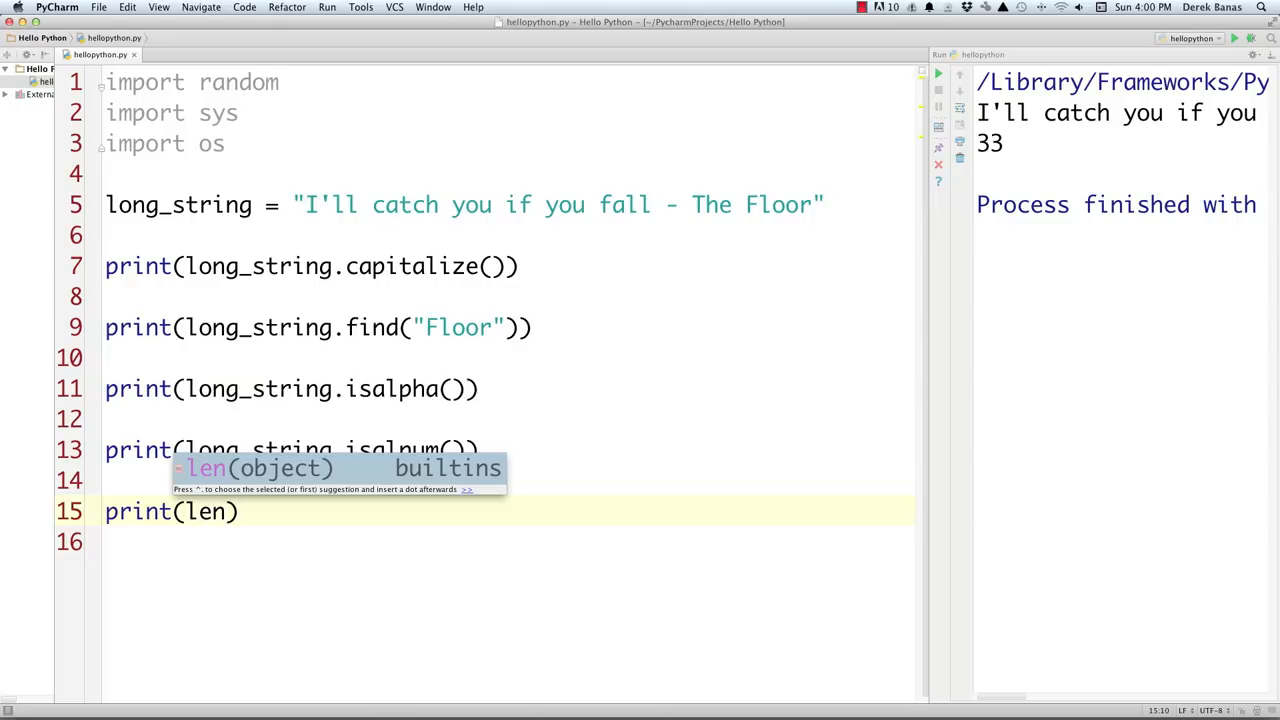 PyCharm File Edit View Navigate Code Refactor Run Tools VCS Window Help 10 Sun 4:00 PM Derek Banas
hellopython.py - Hello Python - [~/PycharmProjects/Hello Python]
Hello Python hellopython.py hellopython
hellopython.py Run hellopython
Hello P
hell
Extern
1 import random
2 import sys
3 import os
4
5 long_string = "I'll catch you if you fall - The Floor"
6
7 print(long_string.capitalize())
8
9 print(long_string.find("Floor"))
10
11 print(long_string.isalpha())
12
13 print(long_string.isalnum())
len(object) builtins
14
Press ^. to choose the selected (or first) suggestion and insert a dot afterwards >>
15 print(len)
16
/Library/Frameworks/Py
I'll catch you if you
33
Process finished with
15:10 LF UTF-8